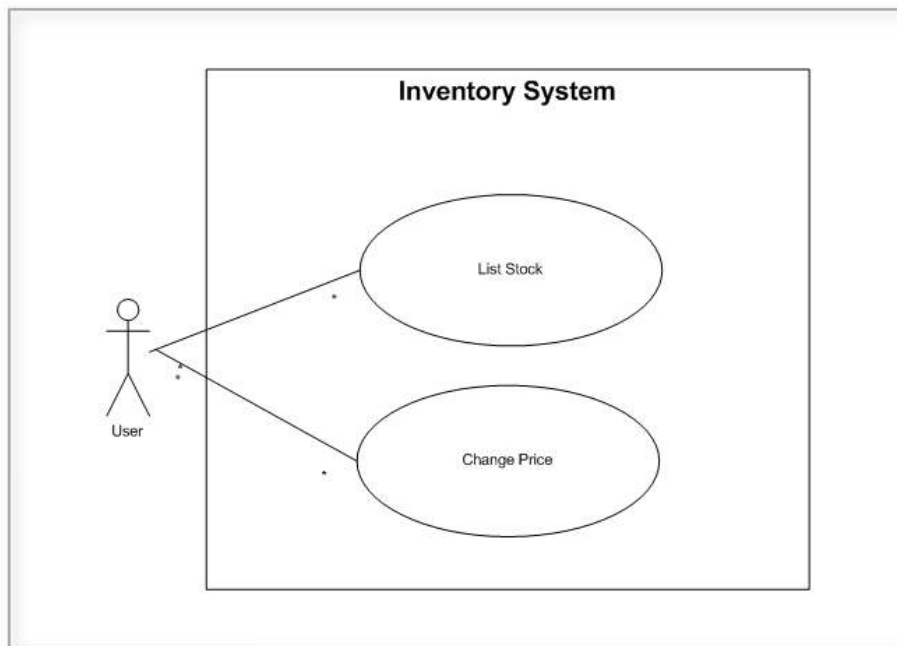 Inventory System
List Stock
*
*
*
User
Change Price
*